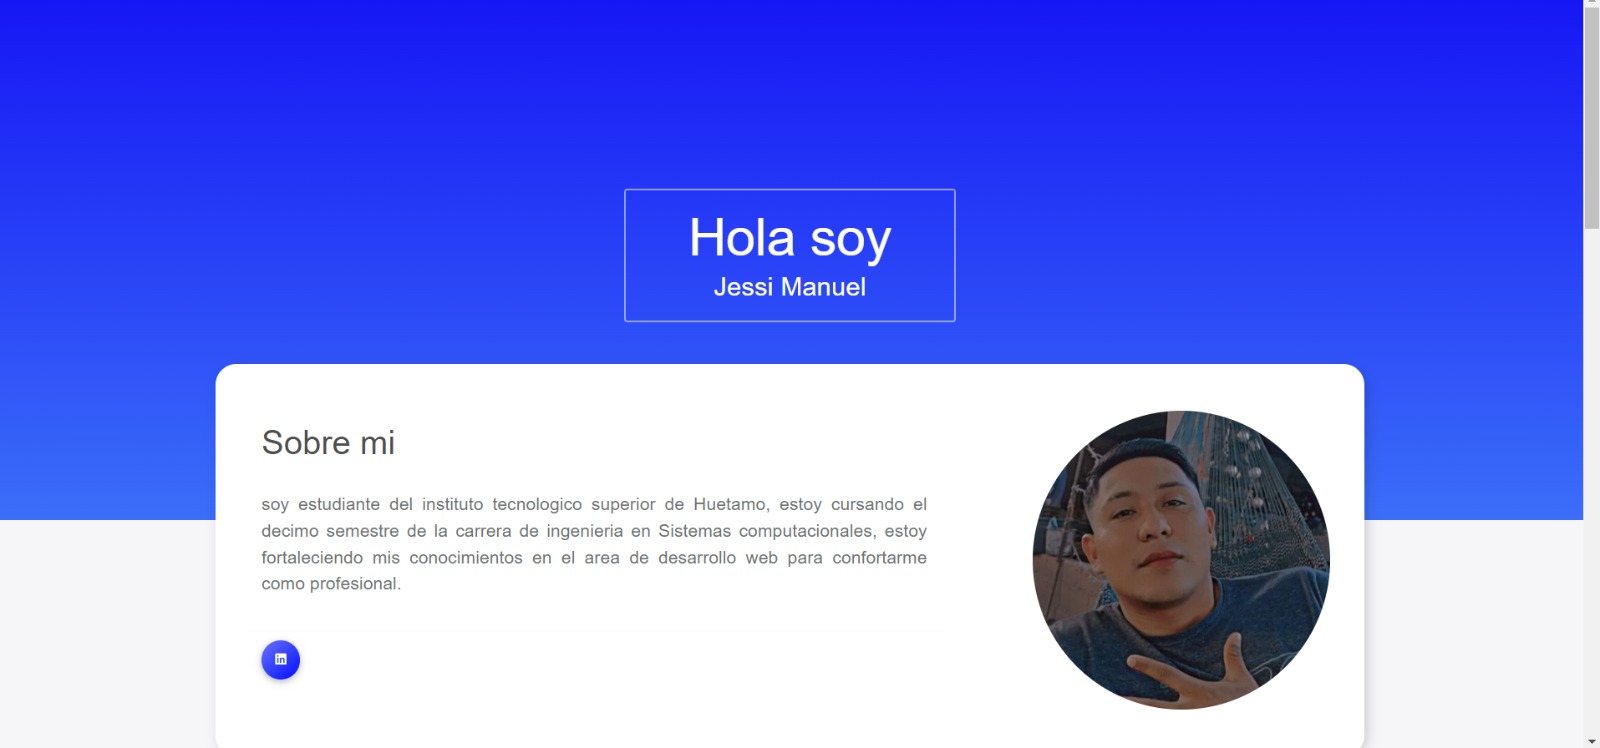 Hola soy
Jessi Manuel
Sobre mi
soy estudiante del instituto tecnologico superior de Huetamo, estoy cursando el
decimo semestre de la carrera de ingenieria en Sistemas computacionales, estoy
fortaleciendo mis conocimientos en el area de desarrollo web para confortarme
como profesional.
in